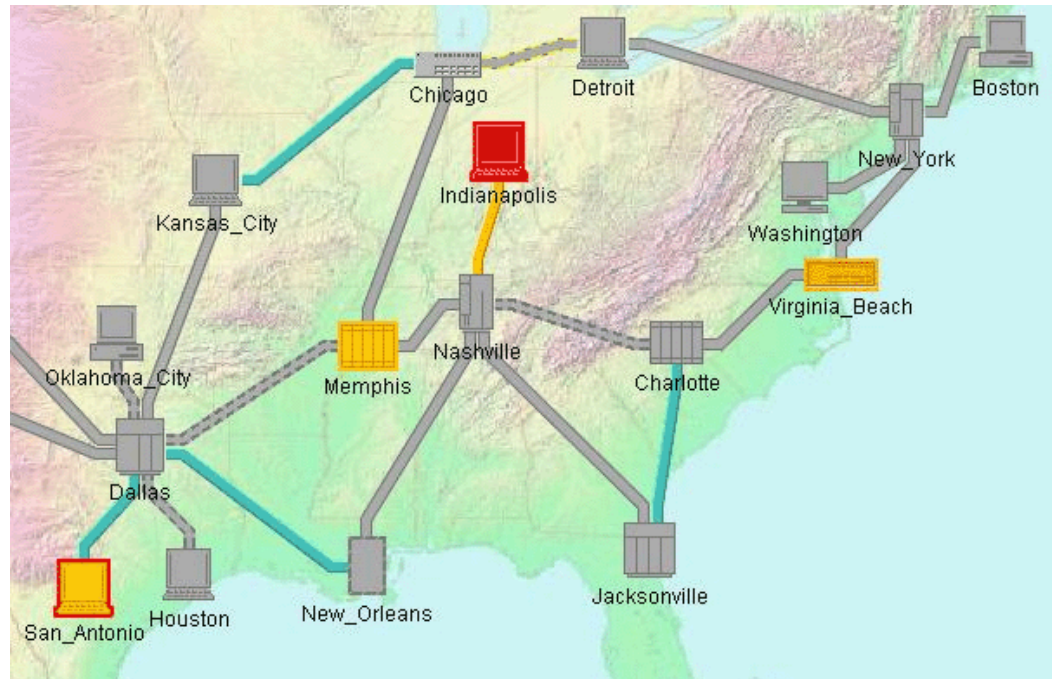 Chicago
Detroit
Boston
New_York
Indianapolis
Kansas_City
Washington
Virginia_Beach
Nashville
Oklahoma_City
Memphis
Charlotte
Dallas
Jacksonville
New_Orleans
Houston
San_Antonio